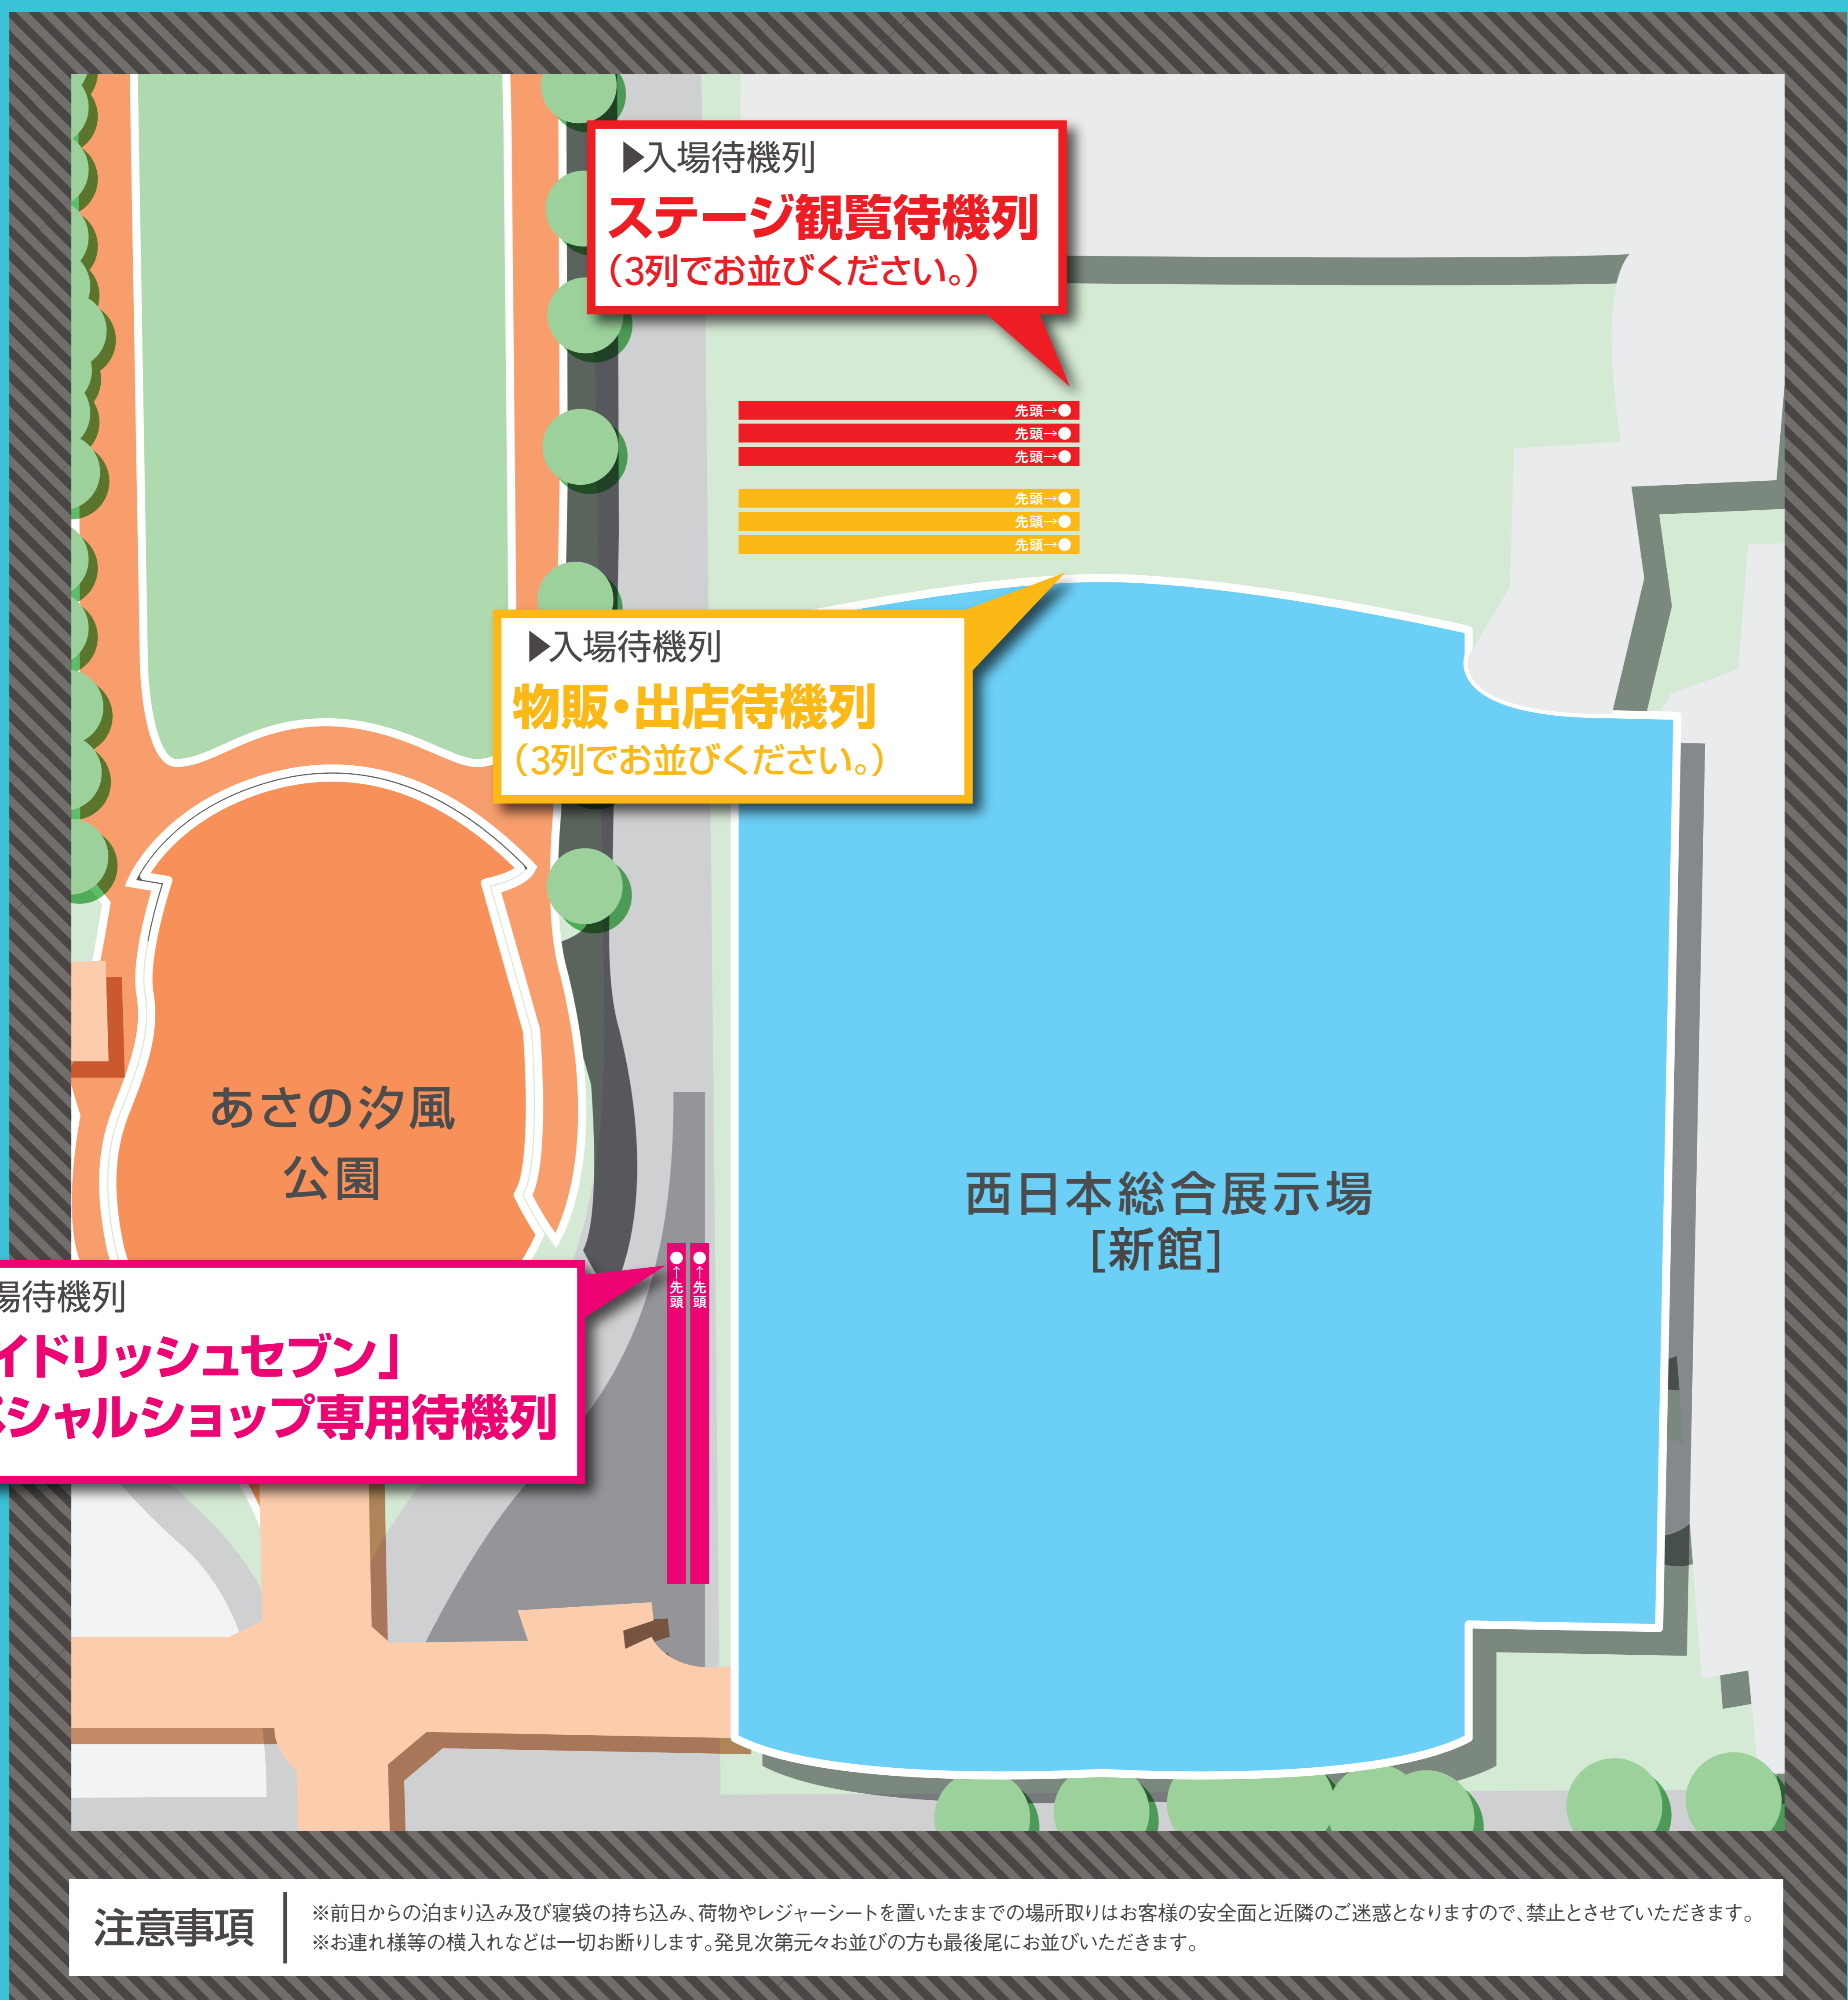 ▶入場待機列
ステージ観覧待機列
（3列でお並びください。）
先頭→●
先頭→●
先頭→●
先頭→●
先頭→●
先頭→●
▶入場待機列
物販・出店待機列
（3列でお並びください。）
あさの汐風
公園
西日本総合展示場
[新館]
●←先頭
●←先頭
場待機列
イドリッシュセブン」
ペシャルショップ専用待機列
注意事項
※前日からの泊まり込み及び寝袋の持ち込み、荷物やレジャーシートを置いたままでの場所取りはお客様の安全面と近隣のご迷惑となりますので、禁止とさせていただきます。
※お連れ様等の横入れなどは一切お断りします。発見次第元々お並びの方も最後尾にお並びいただきます。